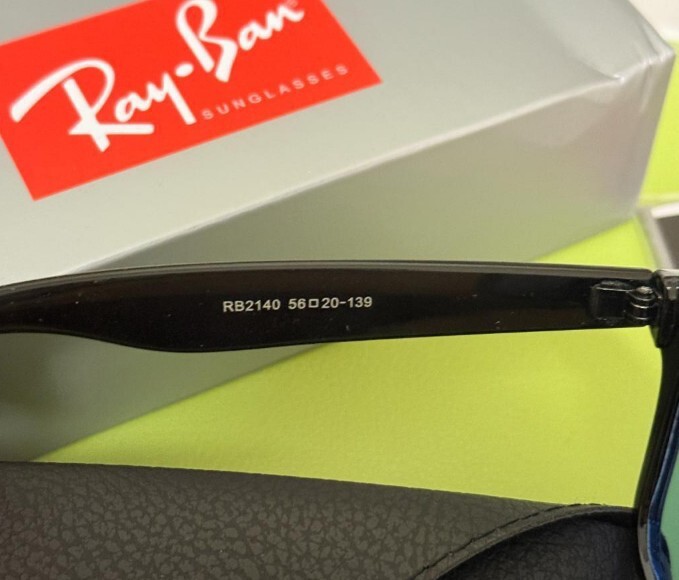 Ray-Ban
SUNGLASSES
RB2140 56□20-139